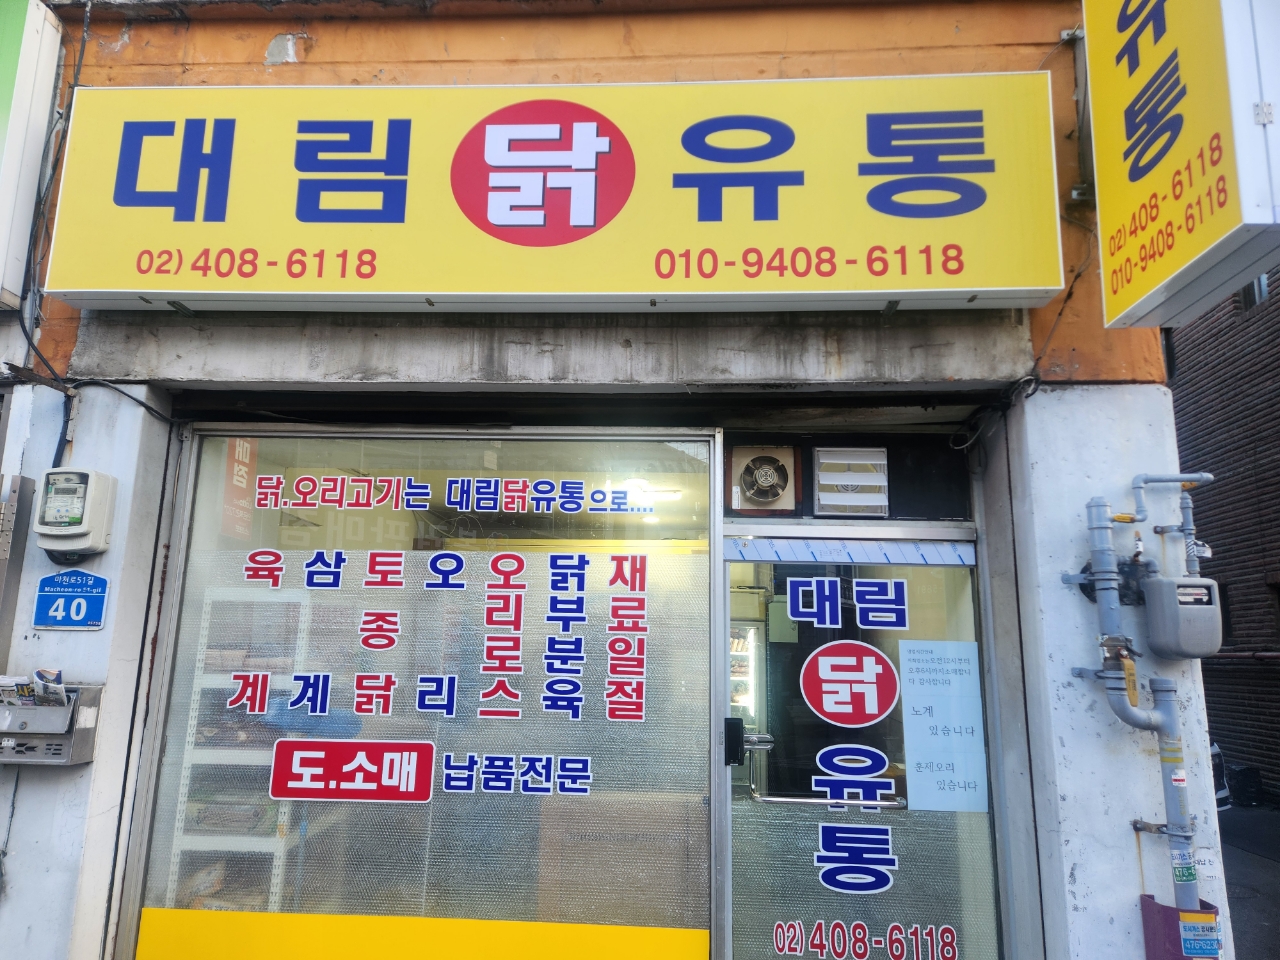 대림닭유통
02) 408-6118
010-9408-6118
유통
02) 408-6118
010-9408-6118
닭.오리고기는 대림닭유통으로....
육계
삼계
토종닭
오리
오리로스
닭부분육
재료일절
도.소매 납품전문
마천로51길
Macheon-ro 51-gil
40
대림
닭
유
통
02) 408-6118
노계
있습니다
훈제오리
있습니다